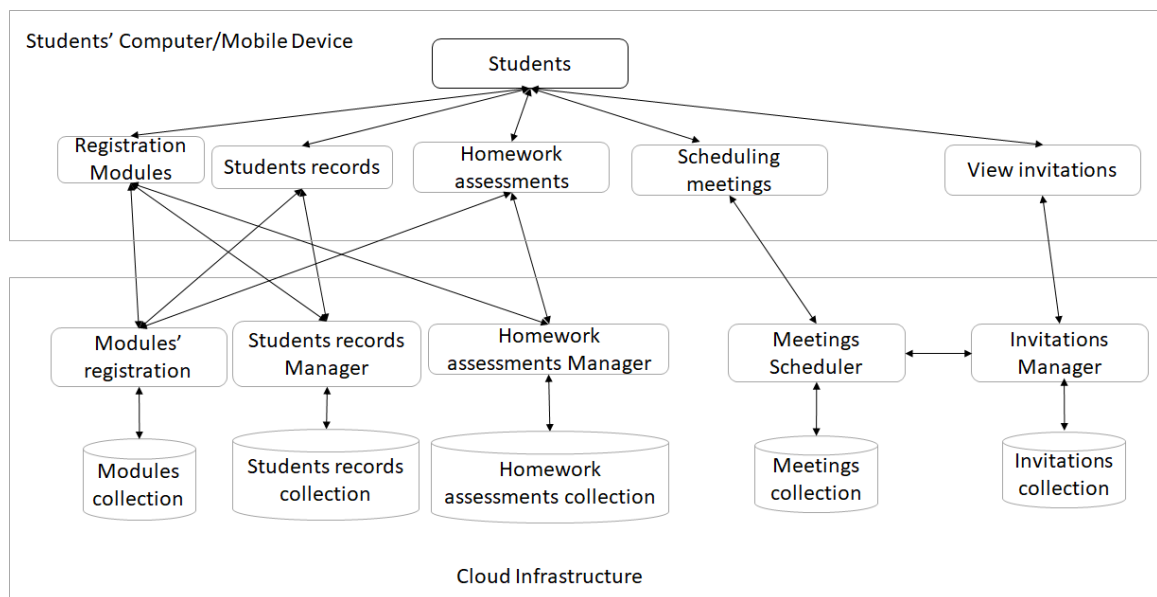 Students’ Computer/Mobile Device
Students
Registration
Modules
Students records
Homework
assessments
Scheduling
meetings
View invitations
Modules’
registration
Students records
Manager
Homework
assessments Manager
Meetings
Scheduler
Invitations
Manager
Modules
collection
Students records
collection
Homework
assessments collection
Meetings
collection
Invitations
collection
Cloud Infrastructure